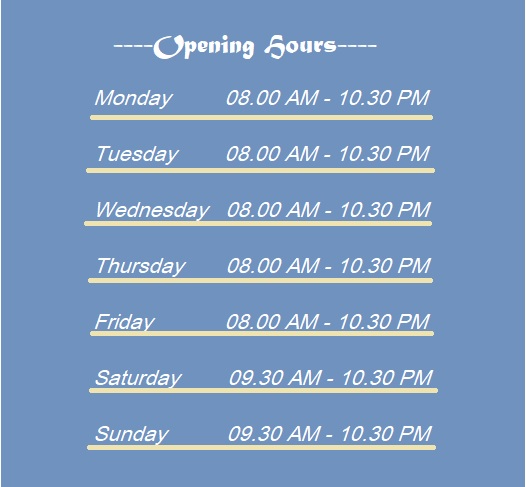 ----Opening Hours----
Monday 08.00 AM - 10.30 PM
Tuesday 08.00 AM - 10.30 PM
Wednesday 08.00 AM - 10.30 PM
Thursday 08.00 AM - 10.30 PM
Friday 08.00 AM - 10.30 PM
Saturday 09.30 AM - 10.30 PM
Sunday 09.30 AM - 10.30 PM